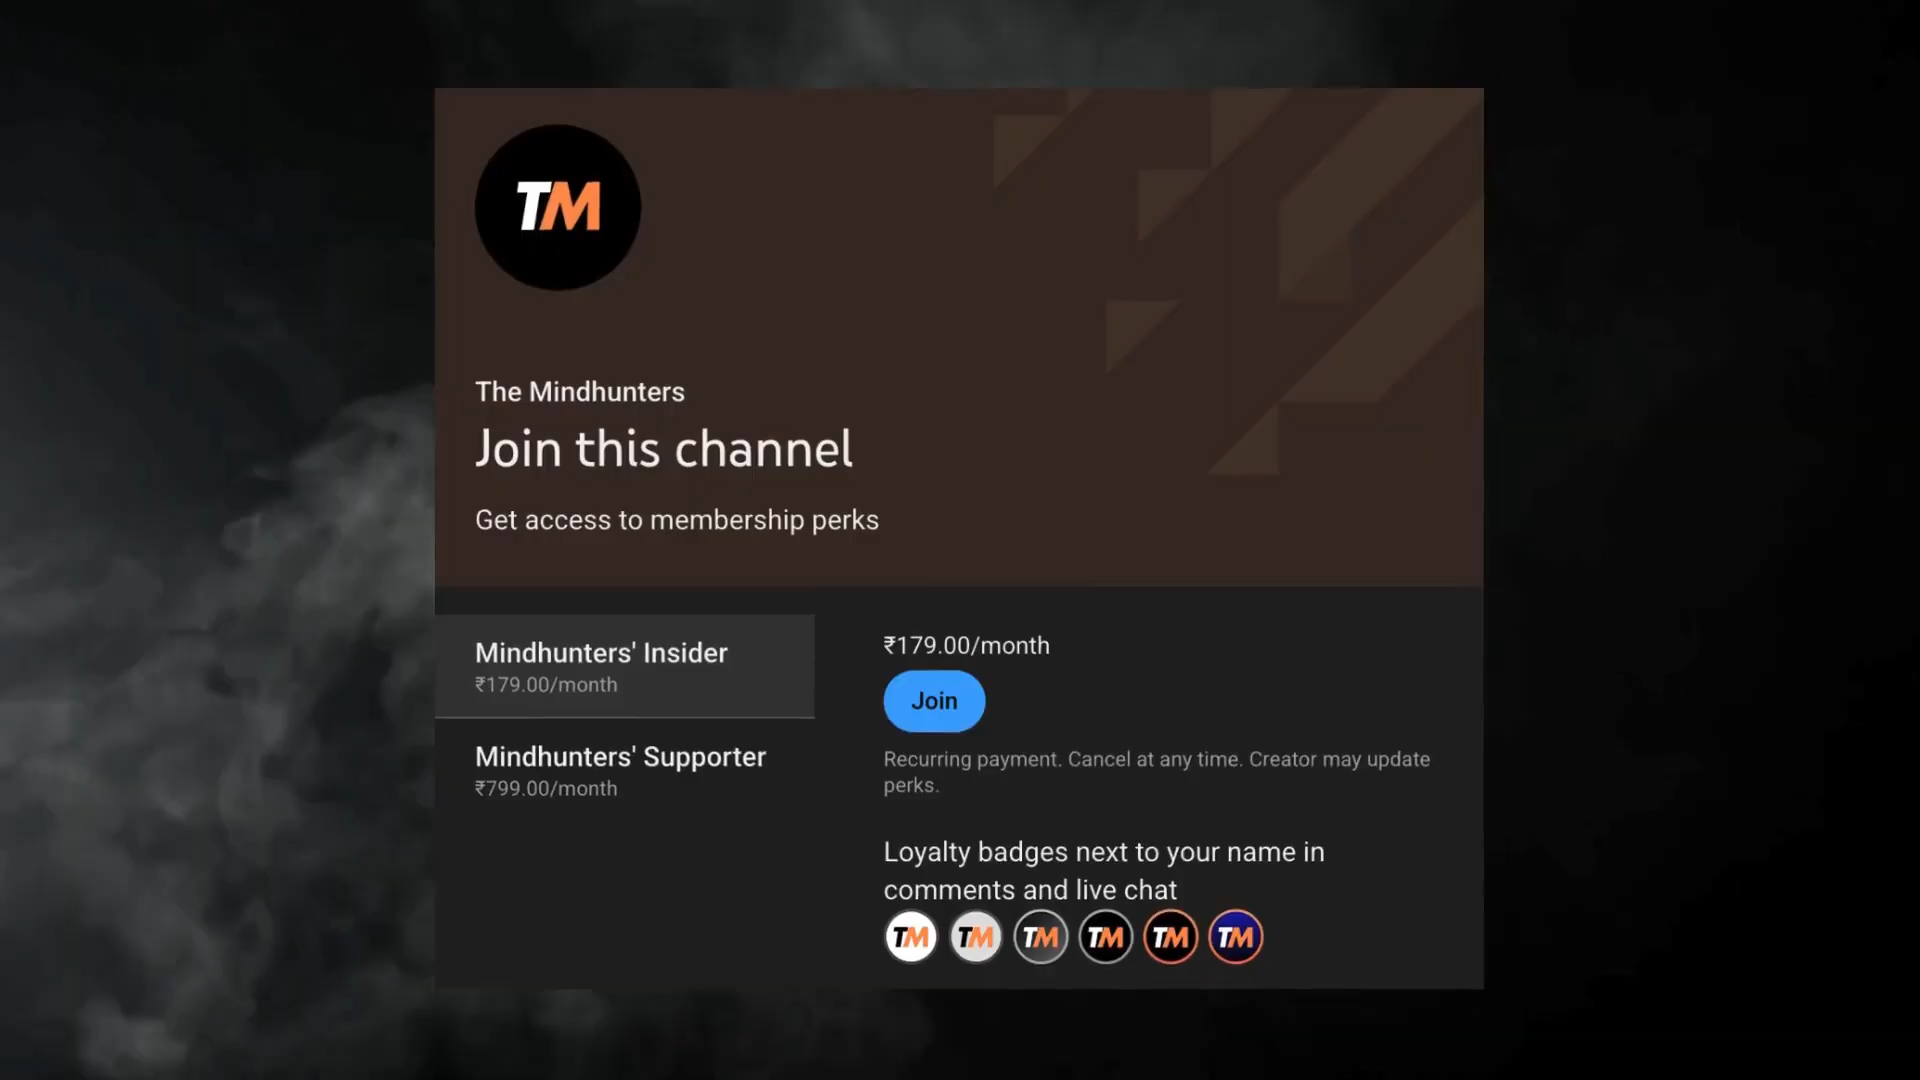 TM
The Mindhunters
Join this channel
Get access to membership perks
Mindhunters' Insider
₹179.00/month
Mindhunters' Supporter
₹799.00/month
₹179.00/month
Join
Recurring payment. Cancel at any time. Creator may update
perks.
Loyalty badges next to your name in
comments and live chat
TM TM TM TM TM TM